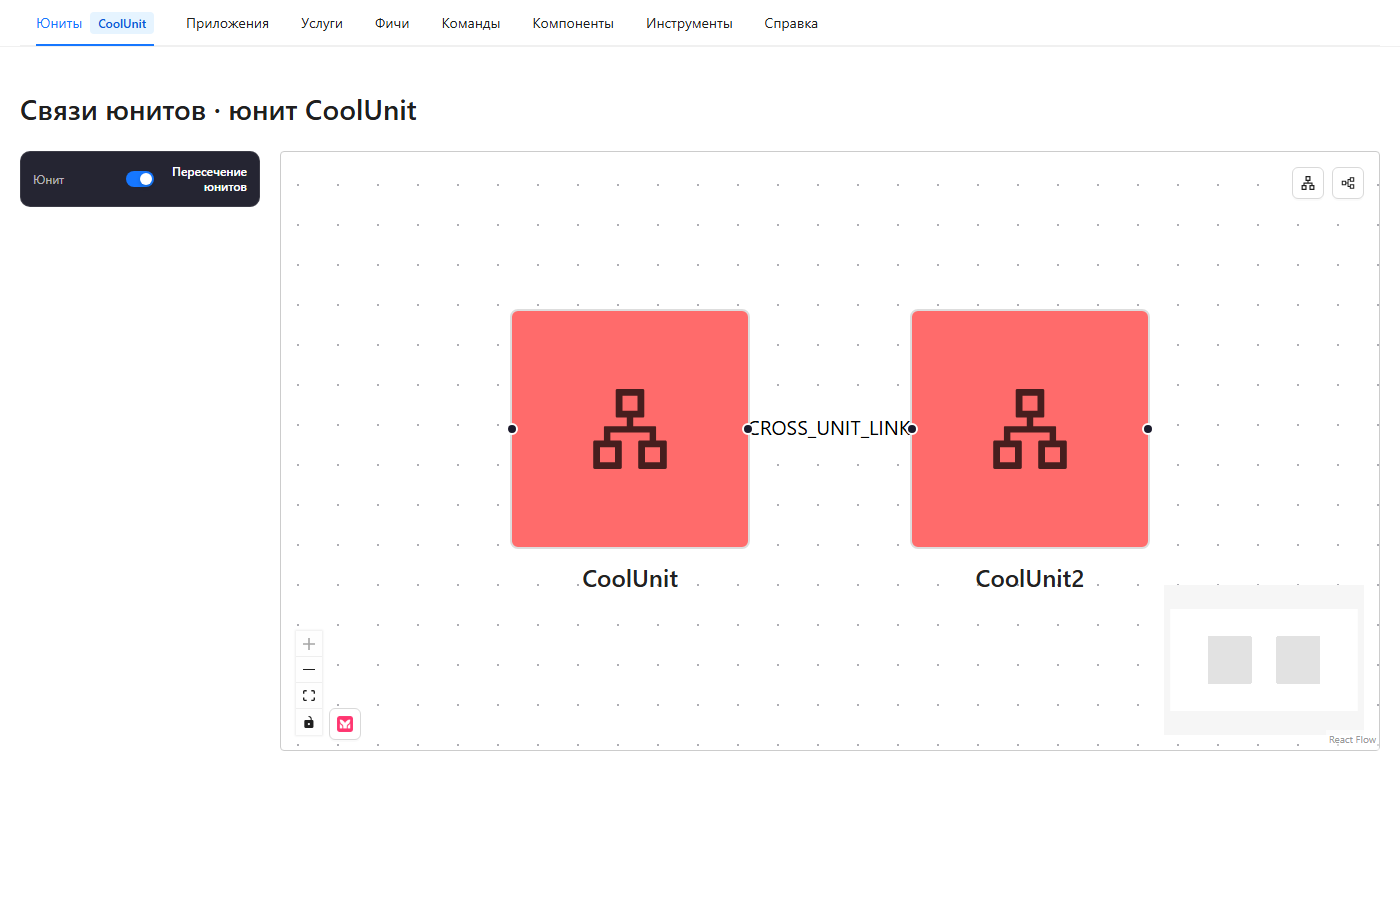 Юниты CoolUnit Приложения Услуги Фичи Команды Компоненты Инструменты Справка
Связи юнитов · юнит CoolUnit
Юнит
Пересечение
юнитов
CROSS_UNIT_LINK
CoolUnit
CoolUnit2
React Flow